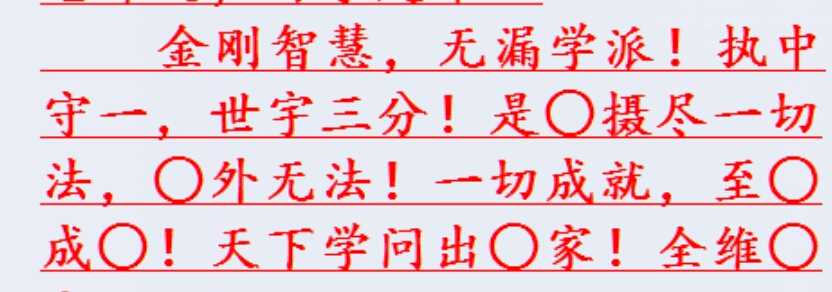 金刚智慧，无漏学派！执中
守一，世宇三分！是〇摄尽一切
法，〇外无法！一切成就，至〇
成〇！天下学问出〇家！全维〇